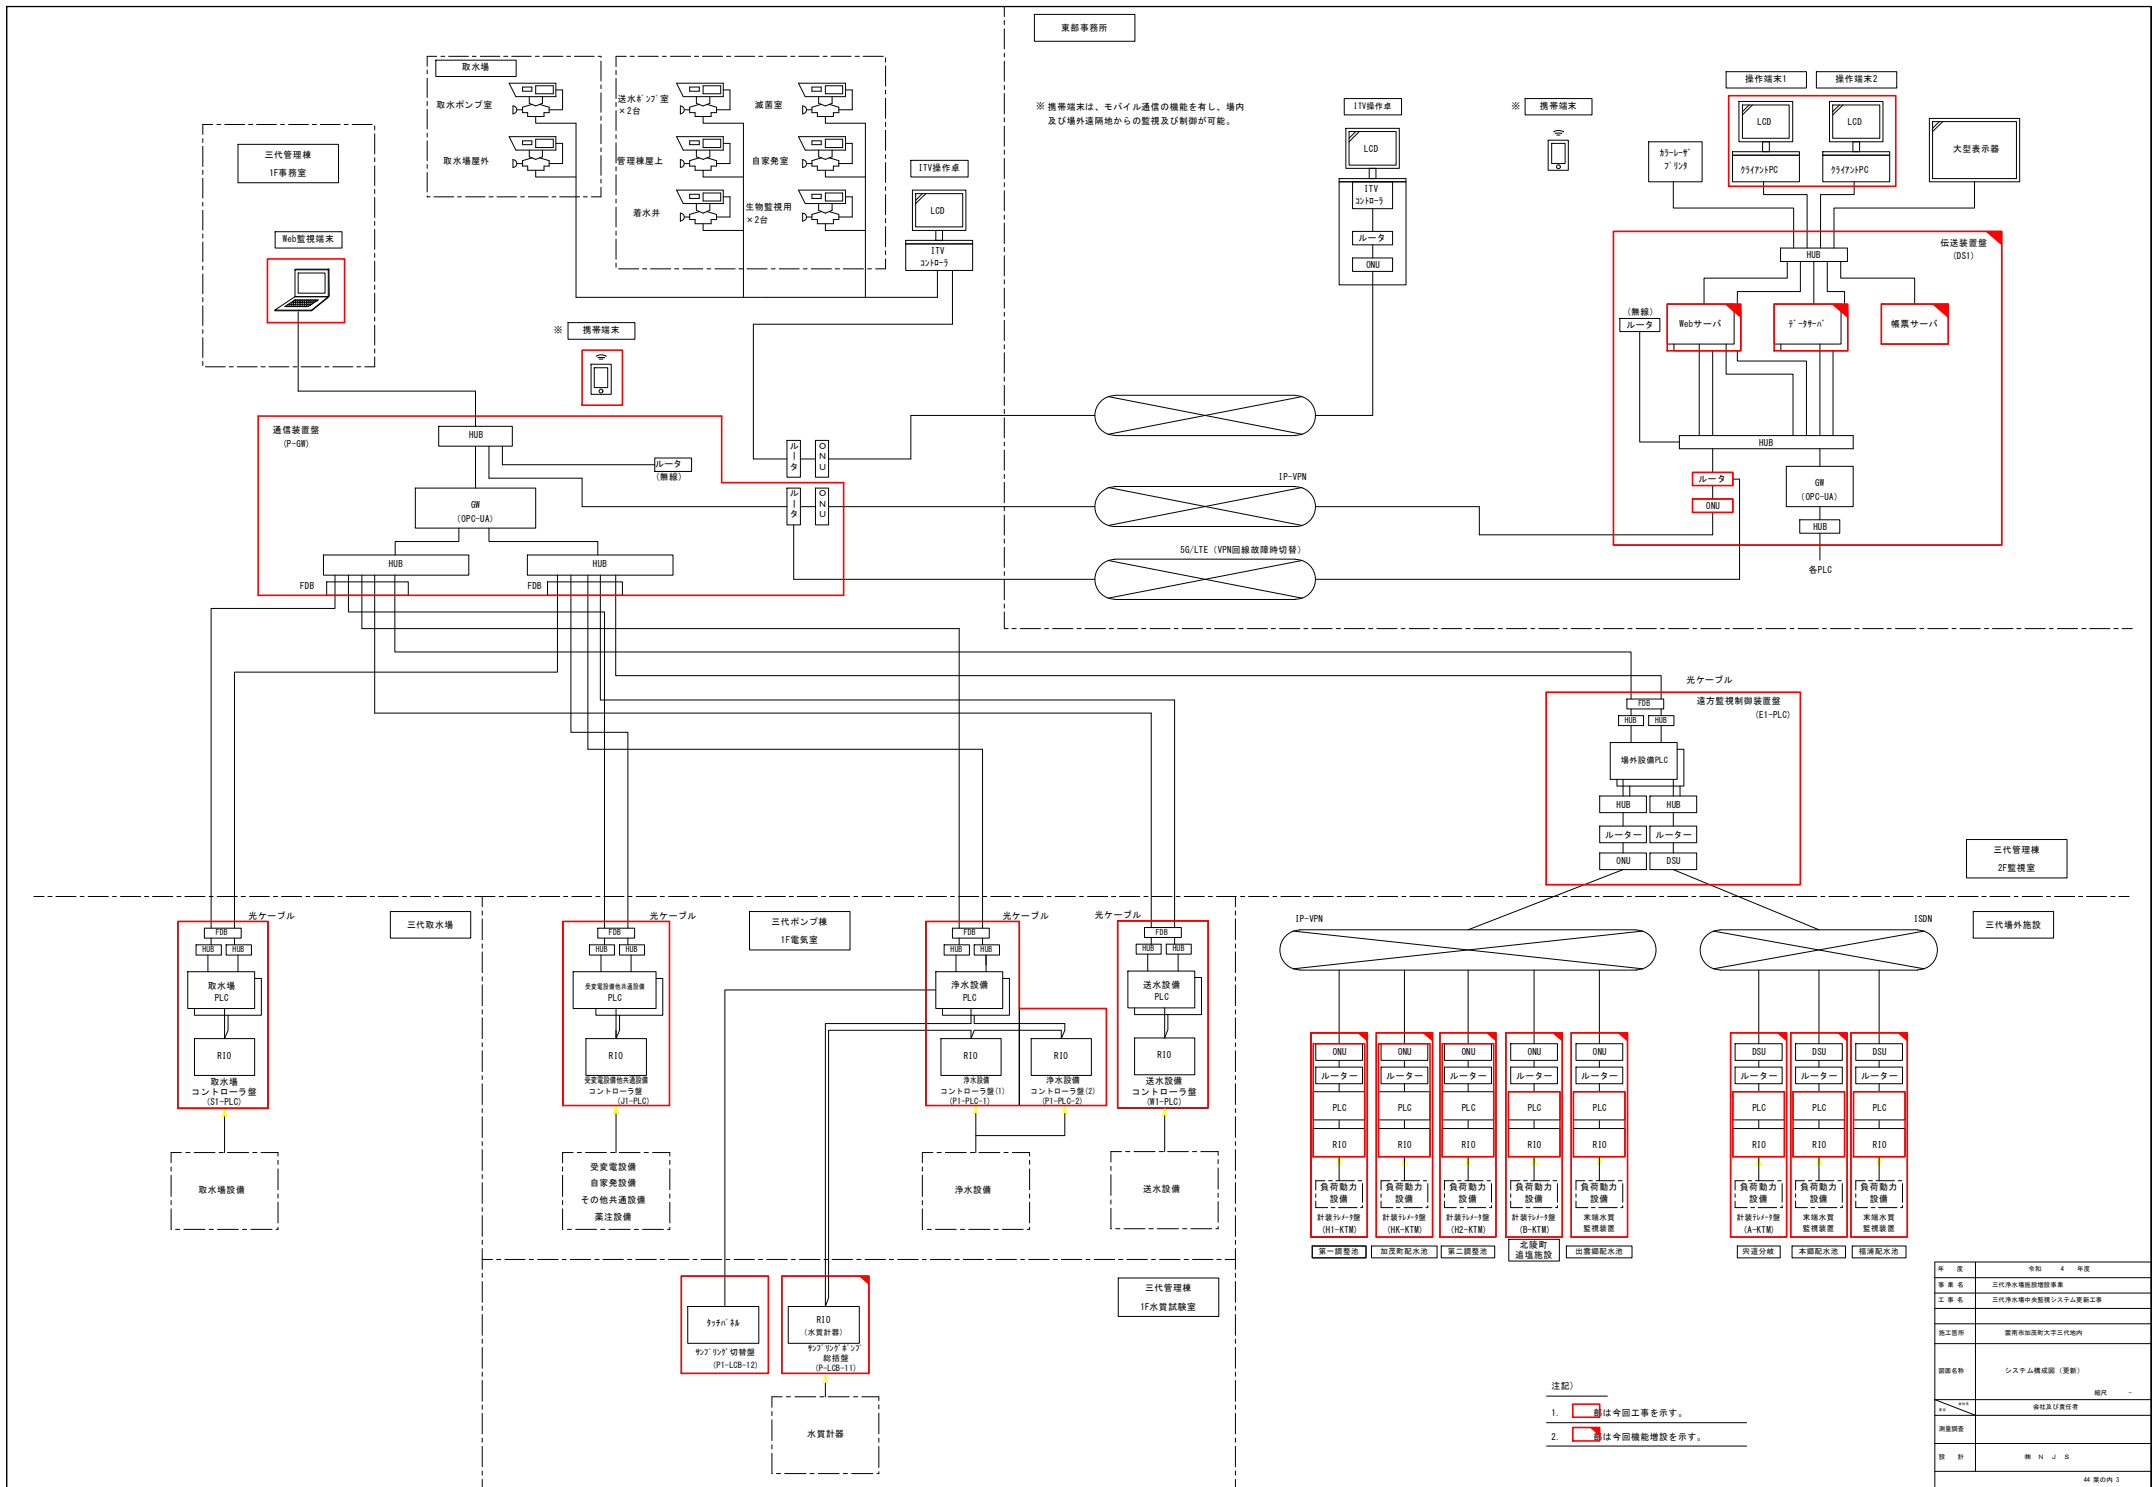 東部事務所
取水場
取水ポンプ室
取水場屋外
送水ポンプ室
×2台
滅菌室
管理棟屋上
自家発室
着水井
生物監視用
×2台
三代管理棟
1F事務室
Web監視端末
ITV操作卓
LCD
ITV
コントローラ
※ 携帯端末
※ 携帯端末は、モバイル通信の機能を有し、場内
及び場外遠隔地からの監視及び制御が可能。
ITV操作卓
LCD
ITV
コントローラ
ルータ
ONU
※ 携帯端末
操作端末1
操作端末2
LCD
LCD
カラーレーザ
プリンタ
クライアントPC
クライアントPC
大型表示器
伝送装置盤
(DS1)
HUB
(無線)
ルータ
Webサーバ
データサーバ
帳票サーバ
HUB
ルータ
ONU
GW
(OPC-UA)
HUB
各PLC
通信装置盤
(P-GW)
HUB
ルータ
(無線)
GW
(OPC-UA)
HUB
HUB
FDB
FDB
ルータ
ONU
ルータ
ONU
IP-VPN
5G/LTE (VPN回線故障時切替)
光ケーブル
遠方監視制御装置盤
(E1-PLC)
FDB
HUB
HUB
場外設備PLC
HUB
HUB
ルーター
ルーター
ONU
DSU
三代管理棟
2F監視室
光ケーブル
三代取水場
FDB
HUB
HUB
取水場
PLC
RIO
取水場
コントローラ盤
(S1-PLC)
取水場設備
光ケーブル
三代ポンプ棟
1F電気室
FDB
HUB
HUB
受変電設備他共通設備
PLC
RIO
受変電設備他共通設備
コントローラ盤
(J1-PLC)
受変電設備
自家発設備
その他共通設備
薬注設備
光ケーブル
FDB
HUB
HUB
浄水設備
PLC
RIO
浄水設備
コントローラ盤(1)
(P1-PLC-1)
RIO
浄水設備
コントローラ盤(2)
(P1-PLC-2)
浄水設備
光ケーブル
FDB
HUB
HUB
送水設備
PLC
RIO
送水設備
コントローラ盤
(W1-PLC)
送水設備
三代管理棟
1F水質試験室
タッチパネル
サンプリング切替盤
(P1-LCB-12)
RIO
(水質計器)
サンプリングポンプ
総括盤
(P-LCB-11)
水質計器
IP-VPN
ISDN
三代場外施設
ONU
ルーター
PLC
RIO
負荷動力
設備
計装テレメータ盤
(H1-KTM)
第一調整池
ONU
ルーター
PLC
RIO
負荷動力
設備
計装テレメータ盤
(HK-KTM)
加茂町配水池
ONU
ルーター
PLC
RIO
負荷動力
設備
計装テレメータ盤
(H2-KTM)
第二調整池
ONU
ルーター
PLC
RIO
負荷動力
設備
計装テレメータ盤
(B-KTM)
北陵町
追塩施設
ONU
ルーター
PLC
RIO
負荷動力
設備
末端水質
監視装置
出雲郷配水池
DSU
ルーター
PLC
RIO
負荷動力
設備
計装テレメータ盤
(A-KTM)
宍道分岐
DSU
ルーター
PLC
RIO
負荷動力
設備
末端水質
監視装置
本郷配水池
DSU
ルーター
PLC
RIO
負荷動力
設備
末端水質
監視装置
福浦配水池
注記)
1. 部は今回工事を示す。
2. 部は今回機能増設を示す。
年 度 令和 4 年度
事 業 名 三代浄水場施設増設事業
工 事 名 三代浄水場中央監視システム更新工事
施工箇所 雲南市加茂町大字三代地内
図面名称 システム構成図(更新)
縮尺 -
会社及び責任者
測量調査
設 計 ㈱ N J S
44 葉の内 3